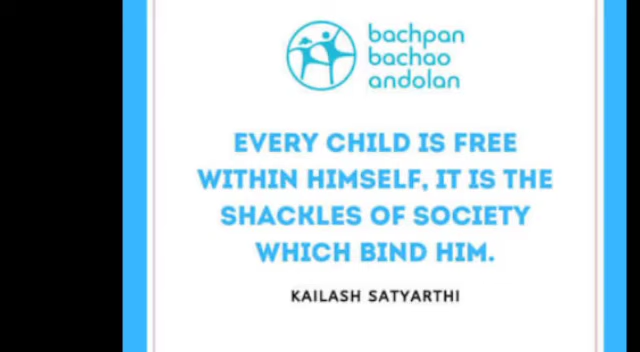 bachpan
bachao
andolan
EVERY CHILD IS FREE
WITHIN HIMSELF, IT IS THE
SHACKLES OF SOCIETY
WHICH BIND HIM.
KAILASH SATYARTHI